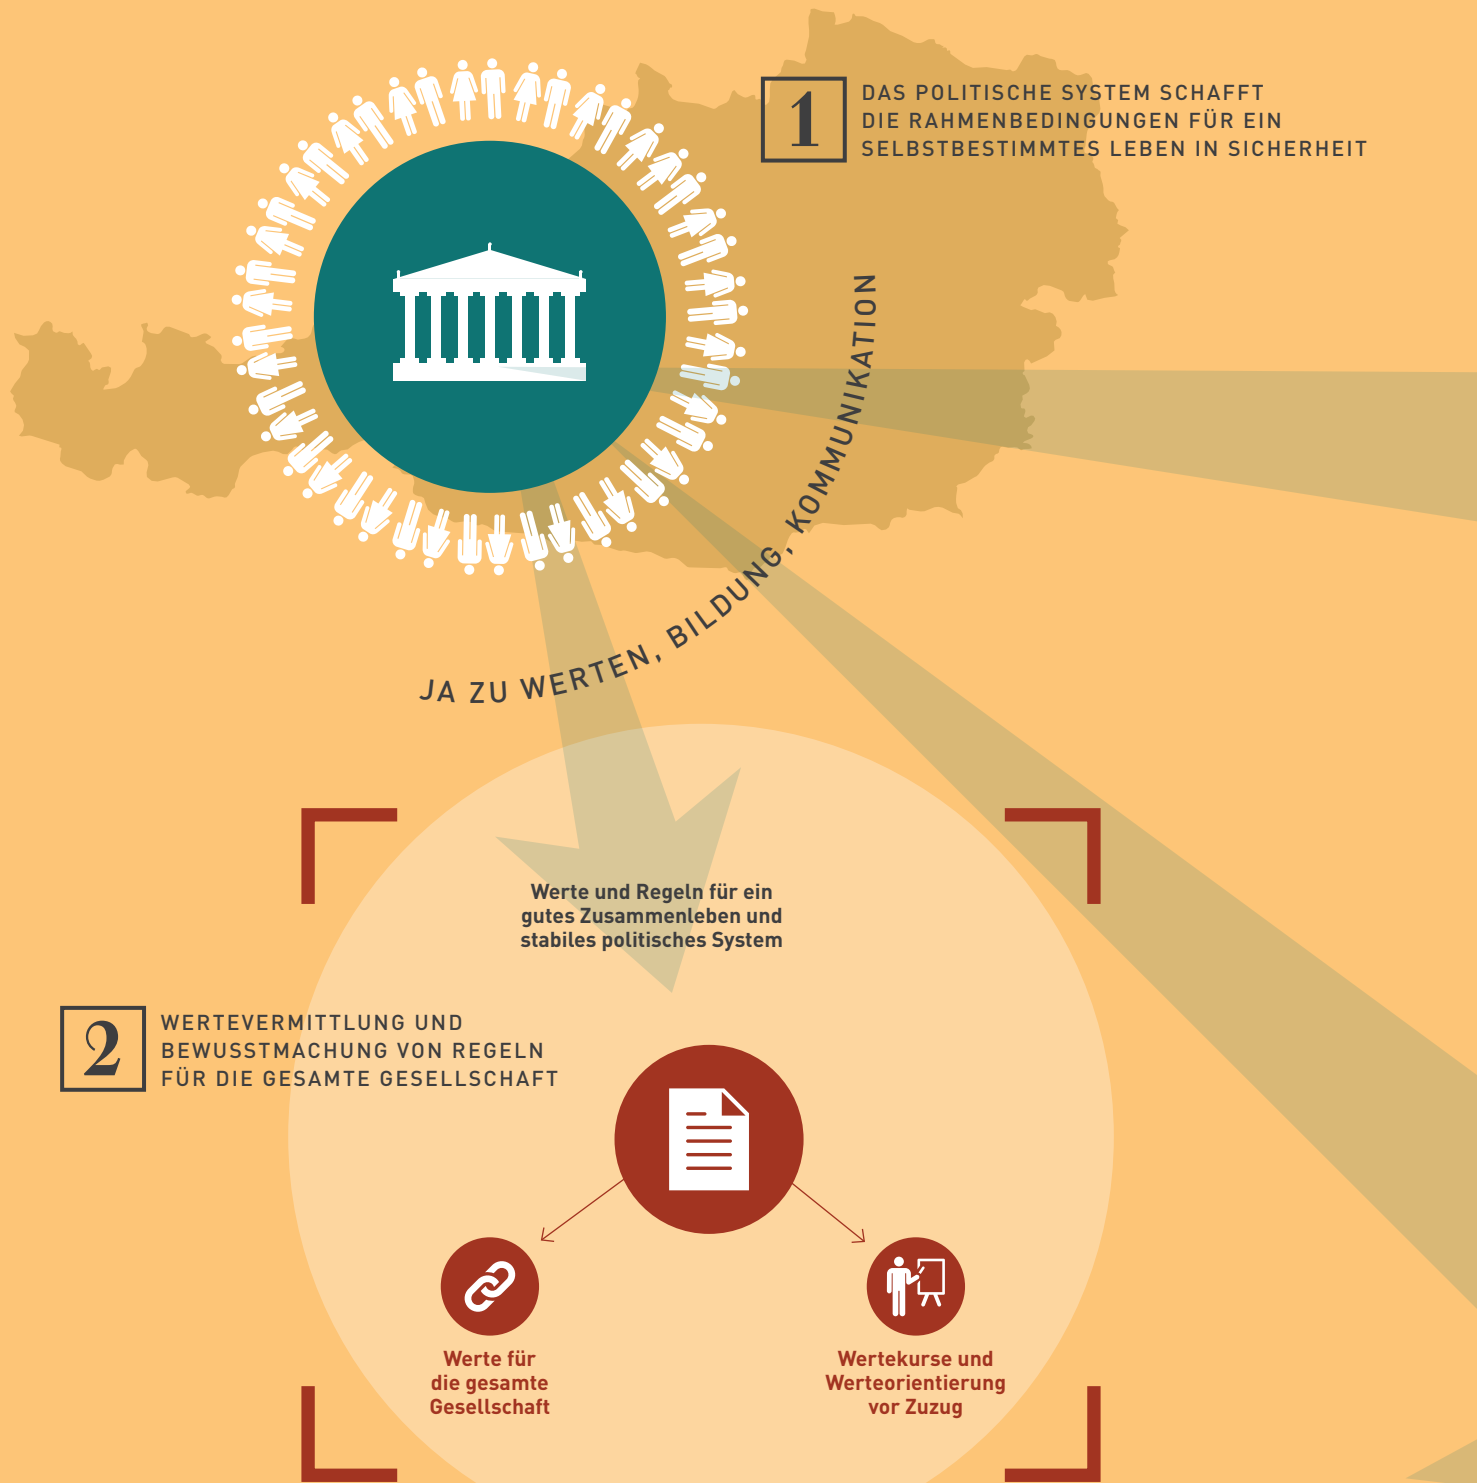 1
DAS POLITISCHE SYSTEM SCHAFFT
DIE RAHMENBEDINGUNGEN FÜR EIN
SELBSTBESTIMMTES LEBEN IN SICHERHEIT
JA ZU WERTEN, BILDUNG, KOMMUNIKATION
Werte und Regeln für ein
gutes Zusammenleben und
stabiles politisches System
2
WERTEVERMITTLUNG UND
BEWUSSTMACHUNG VON REGELN
FÜR DIE GESAMTE GESELLSCHAFT
Werte für
die gesamte
Gesellschaft
Wertekurse und
Werteorientierung
vor Zuzug